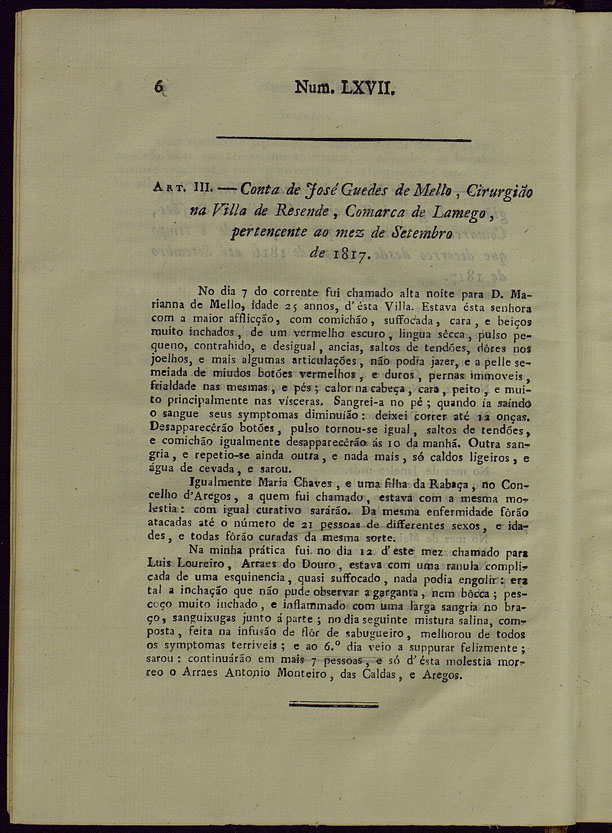 6 Num. LXVII.
ART. III. — Conta de José Guedes de Mello, Cirurgião
na Villa de Resende, Comarca de Lamego,
pertencente ao mez de Setembro
de 1817.
No dia 7 do corrente fui chamado alta noite para D. Ma-
rianna de Mello, idade 25 annos, d'ésta Villa. Estava ésta senhora
com a maior afflicção, com comichão, suffocada, cara, e beiços
muito inchados, de um vermelho escuro, lingua sêcca, pulso pe-
queno, contrahido, e desigual, ancias, saltos de tendões, dôres nos
joelhos, e mais algumas articulações, não podia jazer, e a pelle se-
meiada de miudos botões vermelhos, e duros, pernas immoveis,
frialdade nas mesmas, e pés; calor na cabeça, cara, peito, e mui-
to principalmente nas vísceras. Sangrei-a no pé; quando ía saíndo
o sangue seus symptomas diminuíão: deixei correr até 12 onças.
Desapparecêrão botões, pulso tornou-se igual, saltos de tendões,
e comichão igualmente desapparecêrão ás 10 da manhã. Outra san-
gria, e repetio-se ainda outra, e nada mais, só caldos ligeiros, e
água de cevada, e sarou.
Igualmente Maria Chaves, e uma filha da Rabaça, no Con-
celho d'Aregos, a quem fui chamado, estava com a mesma mo-
lestia: com igual curativo sarárão. Da mesma enfermidade fôrão
atacadas até o número de 21 pessoas de differentes sexos, e ida-
des, e todas fôrão curadas da mesma sorte.
Na minha prática fui no dia 12 d'este mez chamado para
Luis Loureiro, Arraes do Douro, estava com uma ranula compli-
cada de uma esquinencia, quasi suffocado, nada podia engolir: era
tal a inchação que não pude observar a garganta, nem bôcca; pes-
coço muito inchado, e inflammado com uma larga sangria no bra-
ço, sanguixugas junto á parte; no dia seguinte mistura salina, com-
posta, feita na infusão de flôr de sabugueiro, melhorou de todos
os symptomas terriveis; e ao 6.º dia veio a suppurar felizmente;
sarou: continuárão em mais 7 pessoas, e só d'ésta molestia mor-
reo o Arraes Antonio Monteiro, das Caldas, e Aregos.